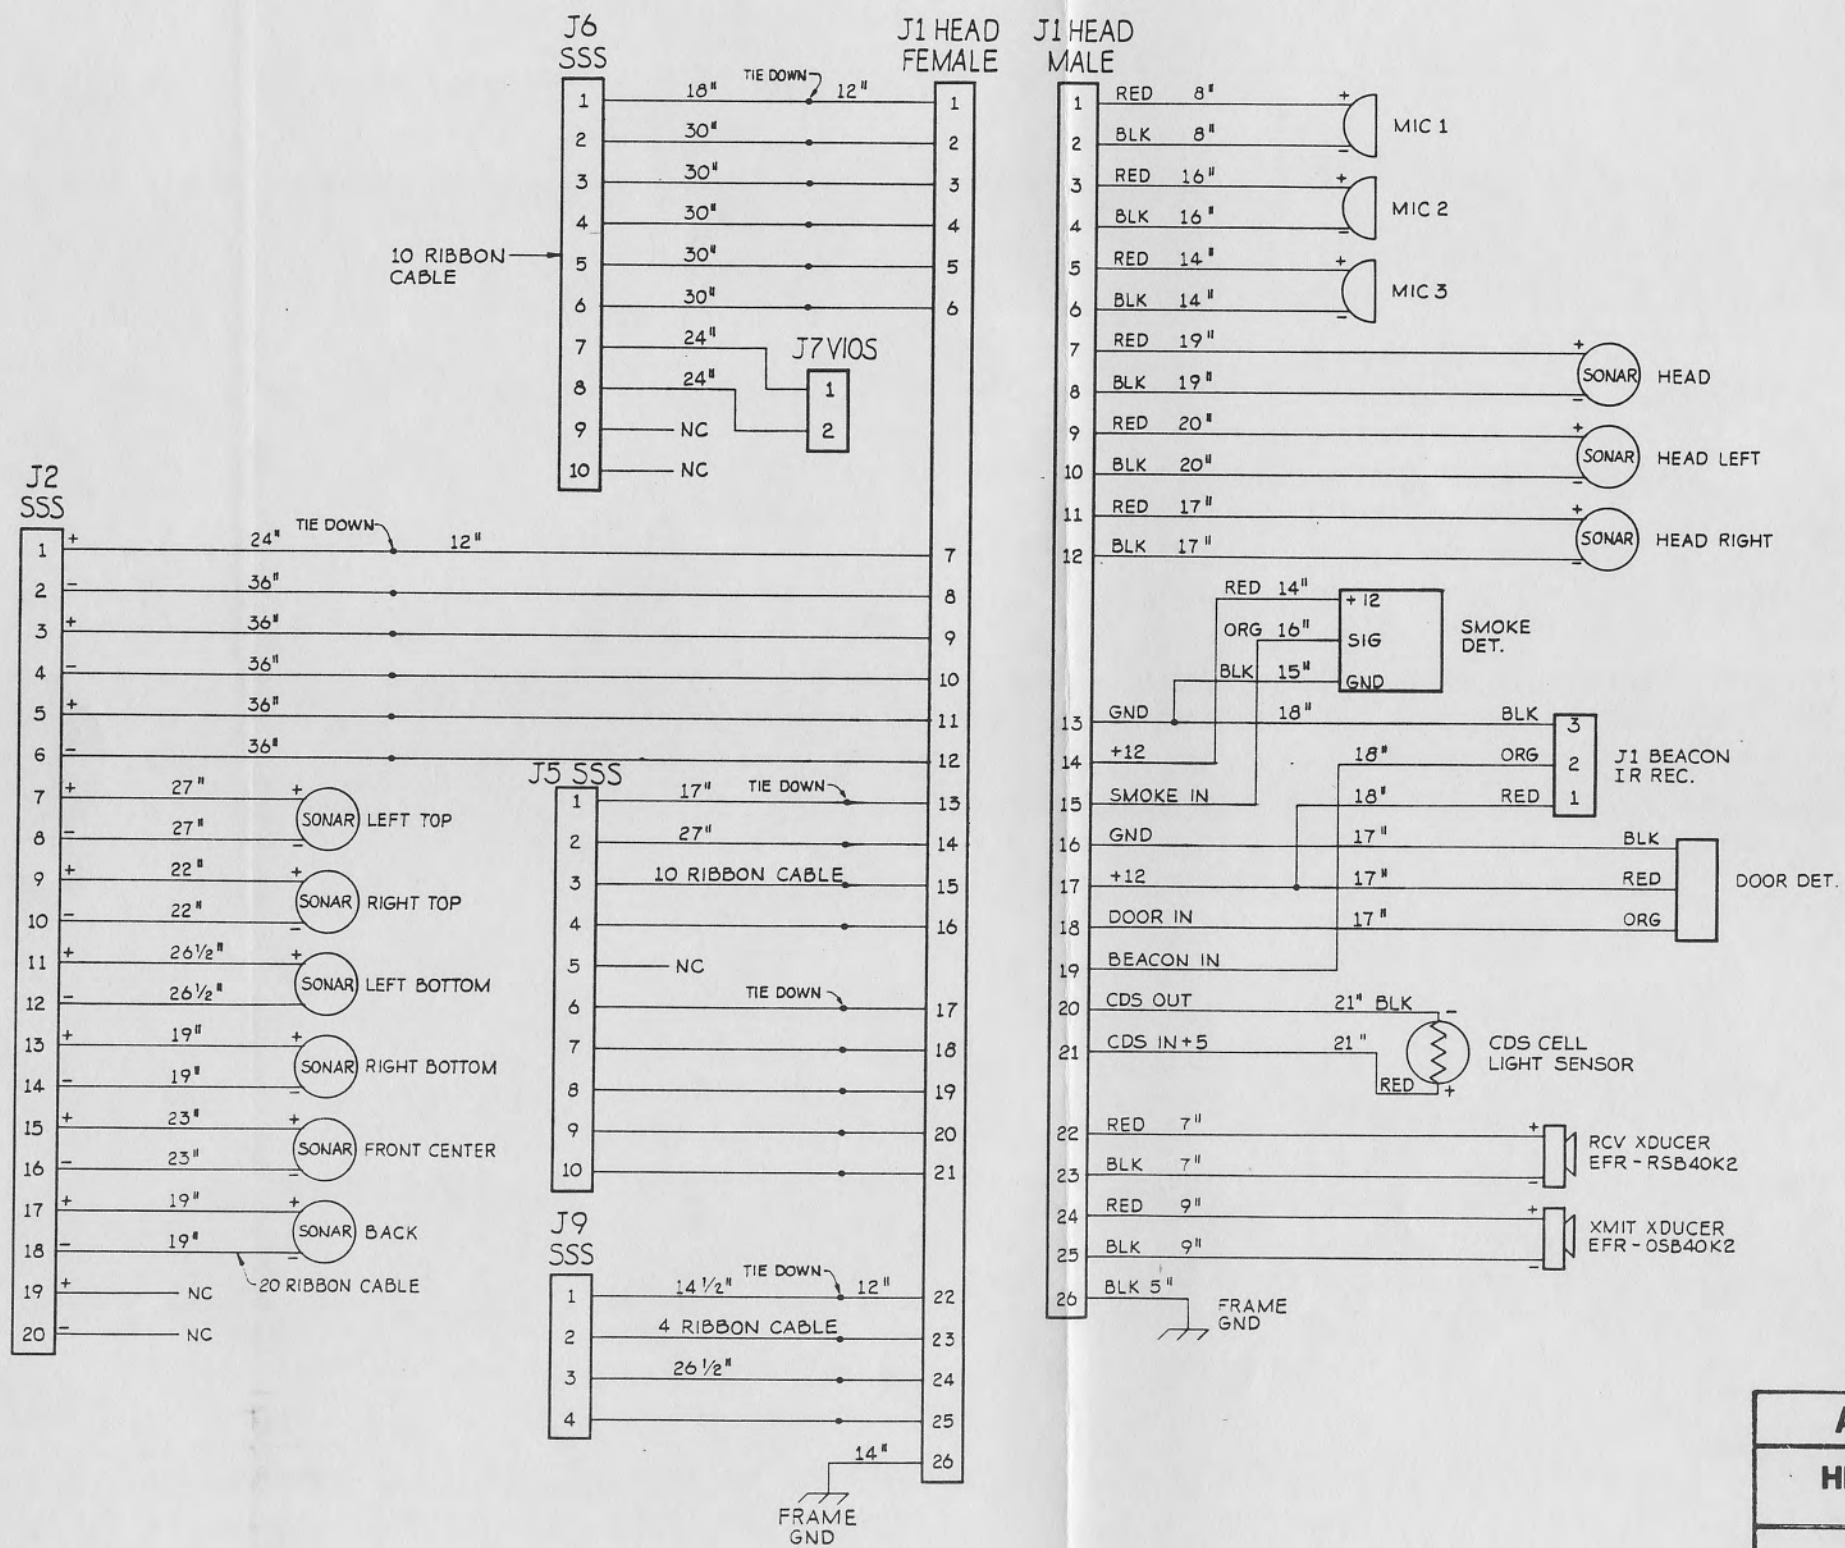 J6
SSS
1 18" TIE DOWN 12" 1
2 30" 2
3 30" 3
4 30" 4
10 RIBBON
CABLE
5 30" 5
6 30" 6
7 24"
8 24"
J7 VIOS
1
2
9 NC
10 NC
J2
SSS
1 + 24" TIE DOWN 12" 7
2 - 36" 8
3 + 36" 9
4 - 36" 10
5 + 36" 11
6 - 36" 12
7 + 27" +
8 - 27" -
SONAR LEFT TOP
9 + 22" +
10 - 22" -
SONAR RIGHT TOP
11 + 26 1/2" +
12 - 26 1/2" -
SONAR LEFT BOTTOM
13 + 19" +
14 - 19" -
SONAR RIGHT BOTTOM
15 + 23" +
16 - 23" -
SONAR FRONT CENTER
17 + 19" +
18 - 19" -
SONAR BACK
20 RIBBON CABLE
19 + NC
20 - NC
J5 SSS
1 17" TIE DOWN 13
2 27" 14
3 10 RIBBON CABLE 15
4 16
5 NC
6 TIE DOWN 17
7 18
8 19
9 20
10 21
J9
SSS
1 14 1/2" TIE DOWN 12" 22
2 4 RIBBON CABLE 23
3 26 1/2" 24
4 25
14" 26
FRAME
GND
J1 HEAD
FEMALE
J1 HEAD
MALE
1 RED 8" +
2 BLK 8" -
MIC 1
3 RED 16" +
4 BLK 16" -
MIC 2
5 RED 14" +
6 BLK 14" -
MIC 3
7 RED 19" +
8 BLK 19" -
SONAR HEAD
9 RED 20" +
10 BLK 20" -
SONAR HEAD LEFT
11 RED 17" +
12 BLK 17" -
SONAR HEAD RIGHT
RED 14" +12
ORG 16" SIG
BLK 15" GND
SMOKE
DET.
13 GND 18" BLK 3
14 +12 18" ORG 2
15 SMOKE IN 18" RED 1
J1 BEACON
IR REC.
16 GND 17" BLK
17 +12 17" RED
18 DOOR IN 17" ORG
DOOR DET.
19 BEACON IN
20 CDS OUT 21" BLK -
21 CDS IN +5 21" RED +
CDS CELL
LIGHT SENSOR
22 RED 7" +
23 BLK 7" -
RCV XDUCER
EFR-RSB40K2
24 RED 9" +
25 BLK 9" -
XMIT XDUCER
EFR-OSB40K2
26 BLK 5"
FRAME
GND